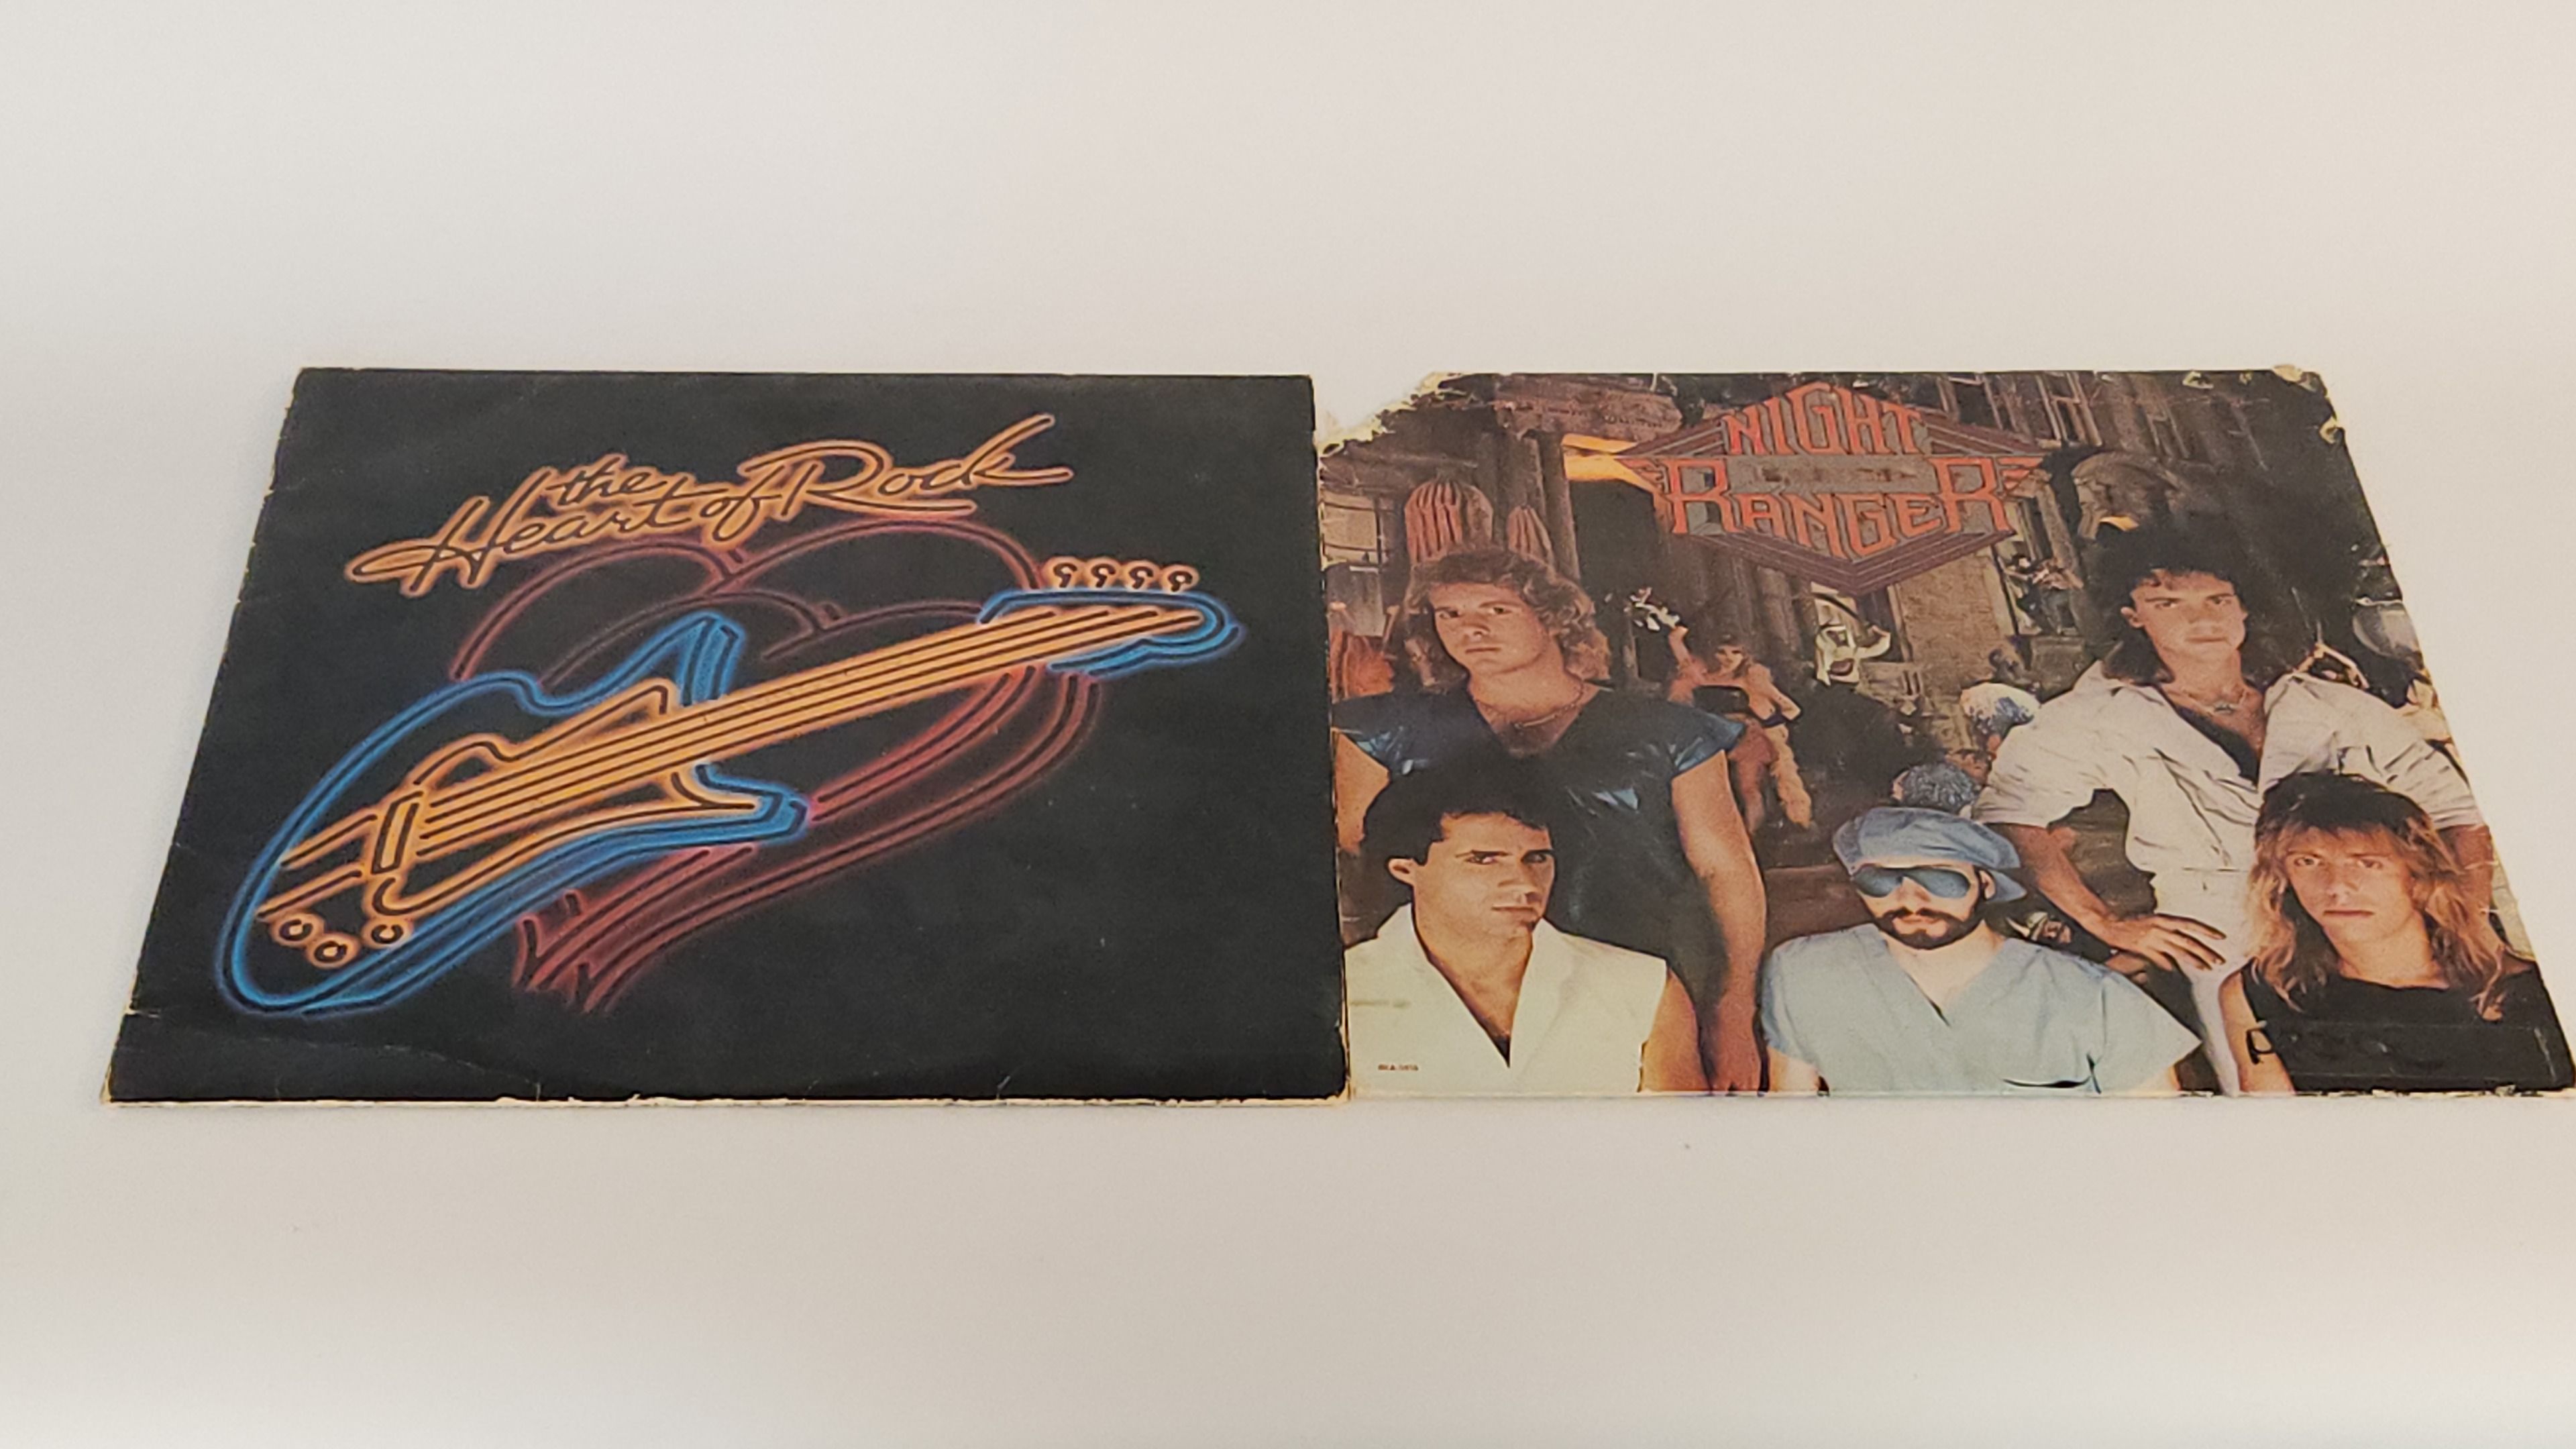 the
Heart of Rock
NIGHT
RANGER